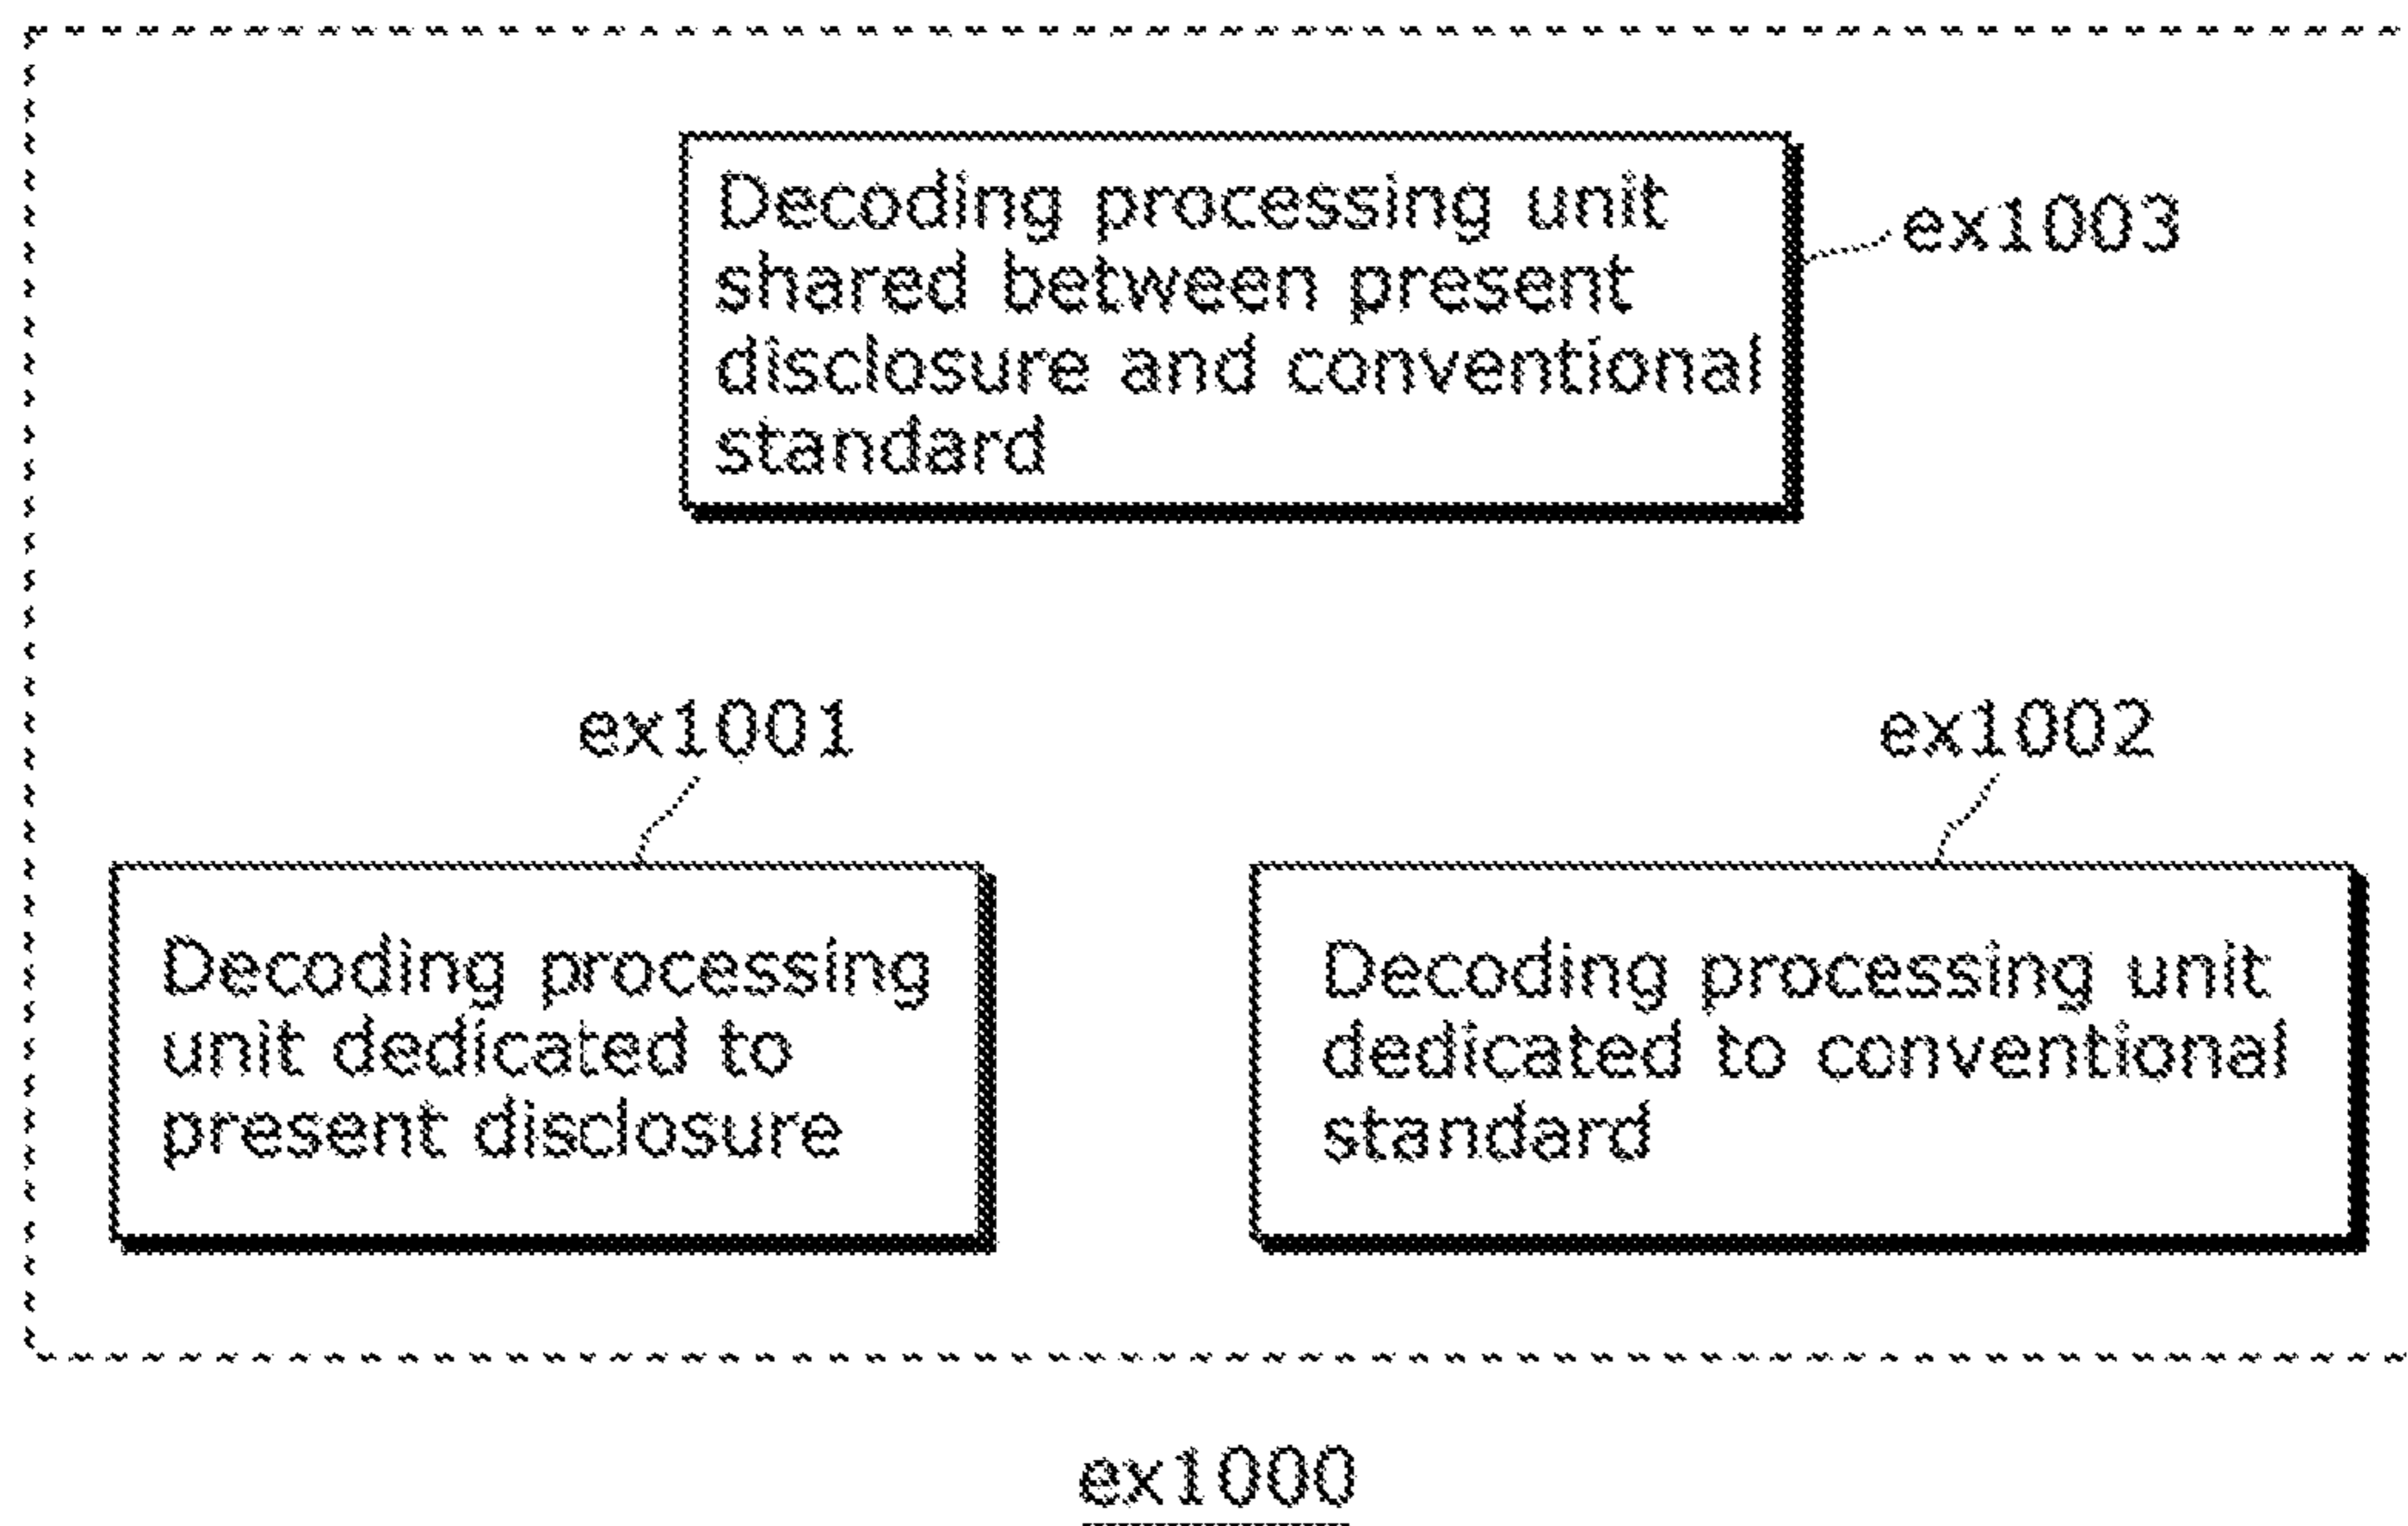 Decoding processing unit
shared between present
disclosure and conventional
standard
ex1003
ex1001
ex1002
Decoding processing
unit dedicated to
present disclosure
Decoding processing unit
dedicated to conventional
standard
ex1000